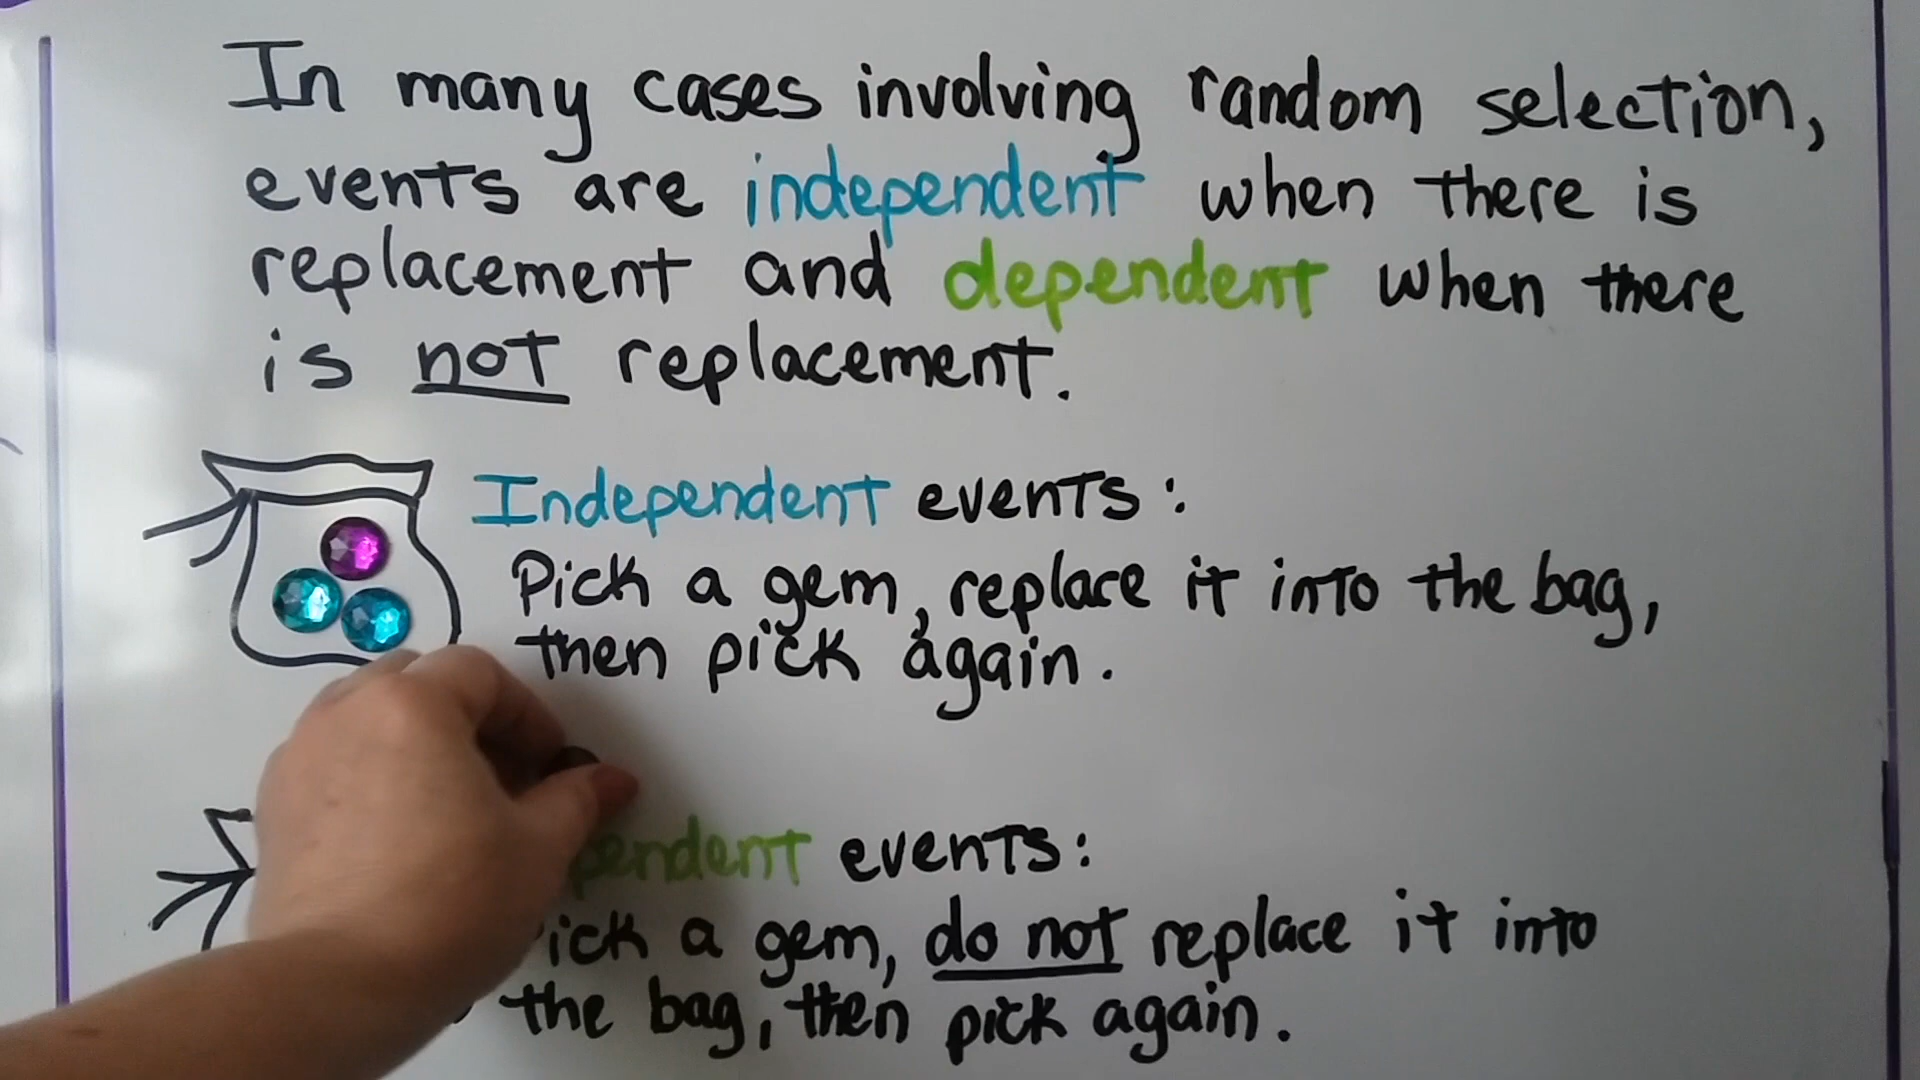 In many cases involving random selection,
events are independent when there is
replacement and dependent when there
is not replacement.
Independent events:
Pick a gem, replace it into the bag,
then pick again.
events:
a gem, do not replace it into
the bag, then pick again.